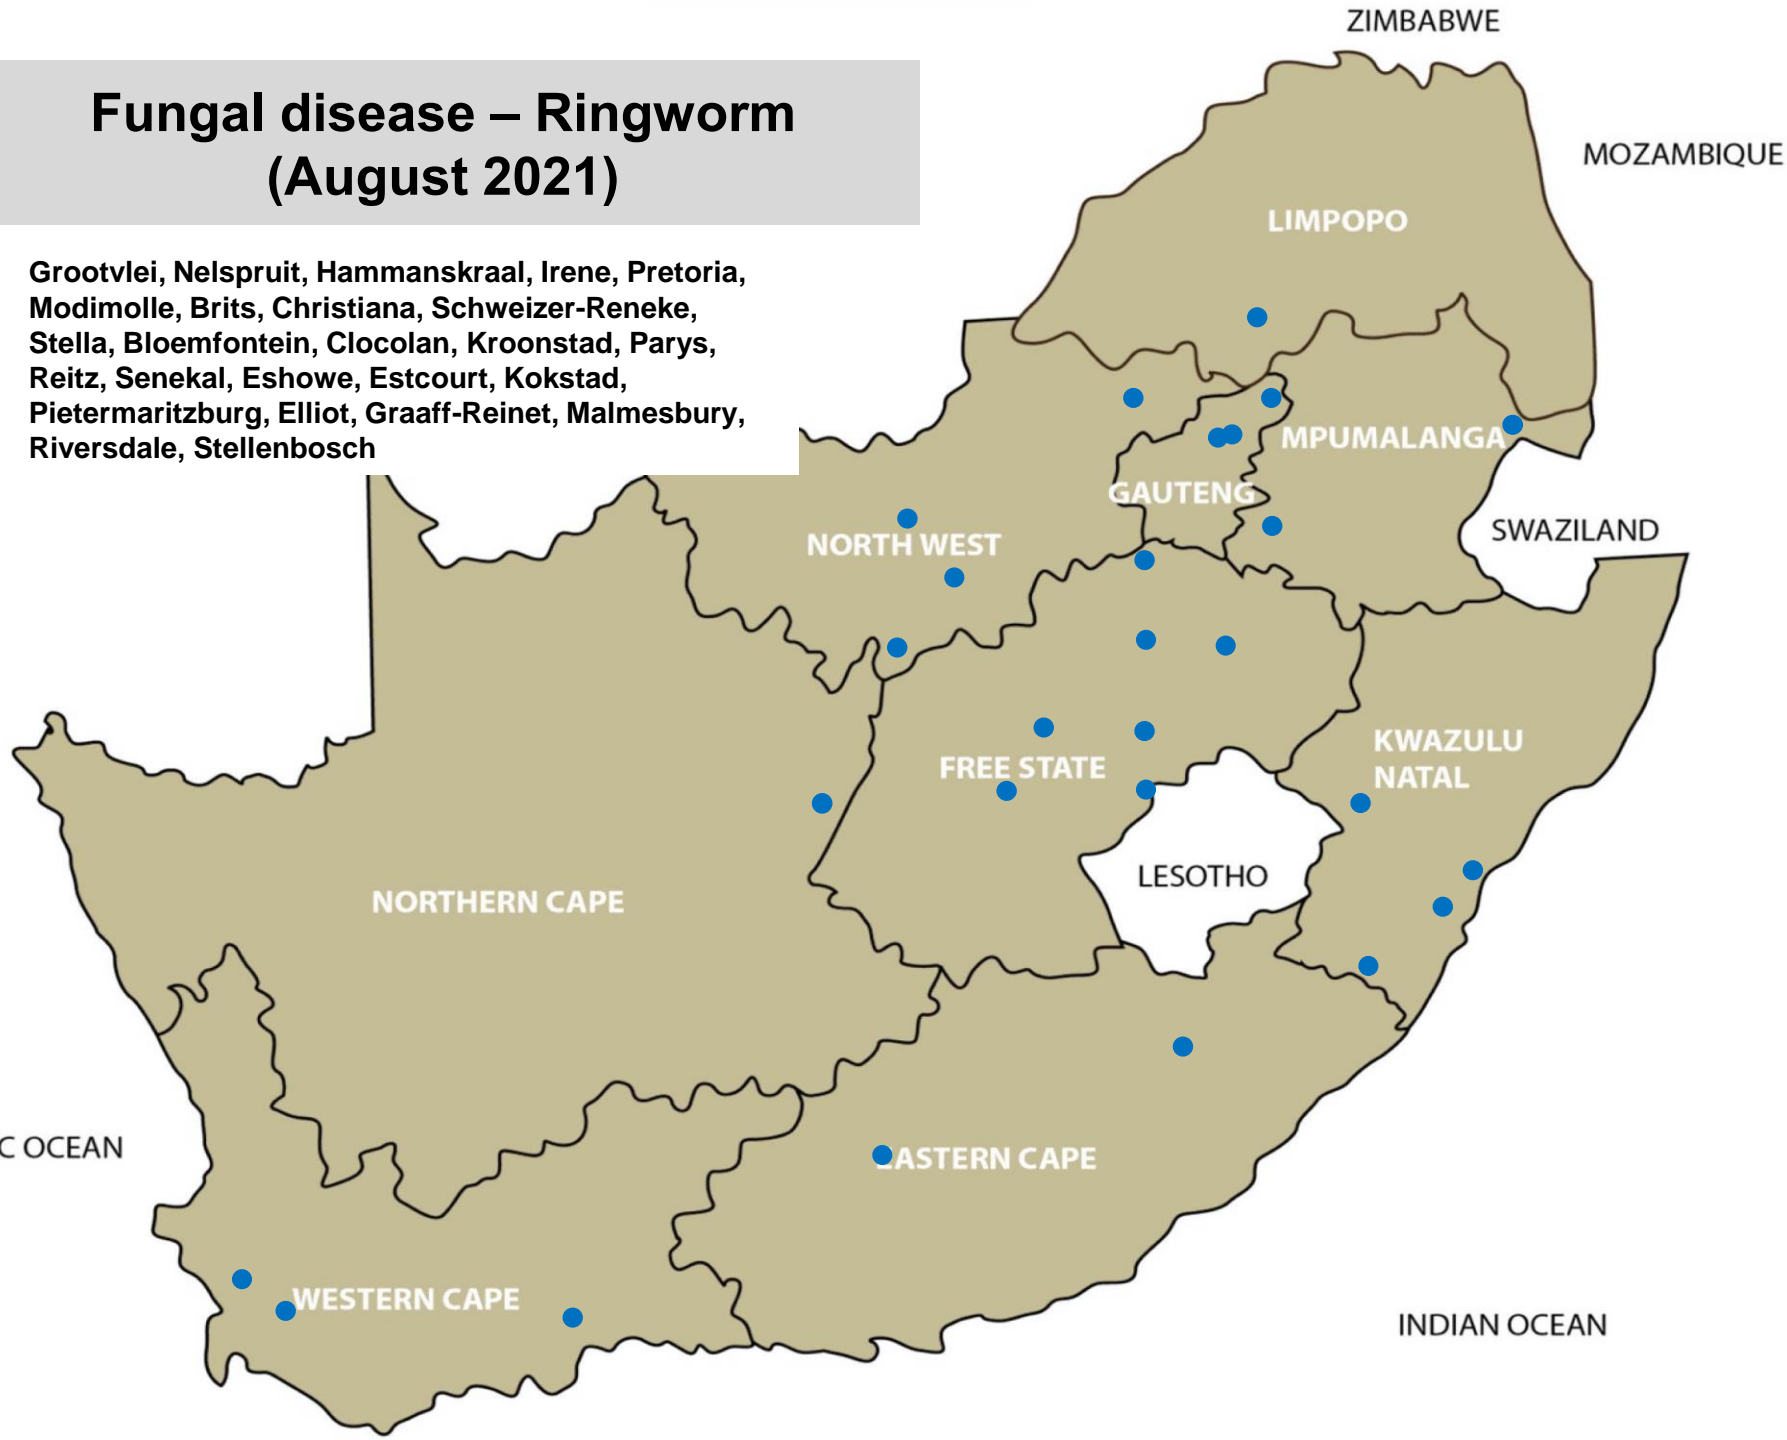 ZIMBABWE
Fungal disease – Ringworm
(August 2021)
MOZAMBIQUE
LIMPOPO
Grootvlei, Nelspruit, Hammanskraal, Irene, Pretoria,
Modimolle, Brits, Christiana, Schweizer-Reneke,
Stella, Bloemfontein, Clocolan, Kroonstad, Parys,
Reitz, Senekal, Eshowe, Estcourt, Kokstad,
Pietermaritzburg, Elliot, Graaff-Reinet, Malmesbury,
Riversdale, Stellenbosch
MPUMALANGA
GAUTENG
SWAZILAND
NORTH WEST
KWAZULU
NATAL
FREE STATE
LESOTHO
NORTHERN CAPE
C OCEAN
EASTERN CAPE
WESTERN CAPE
INDIAN OCEAN